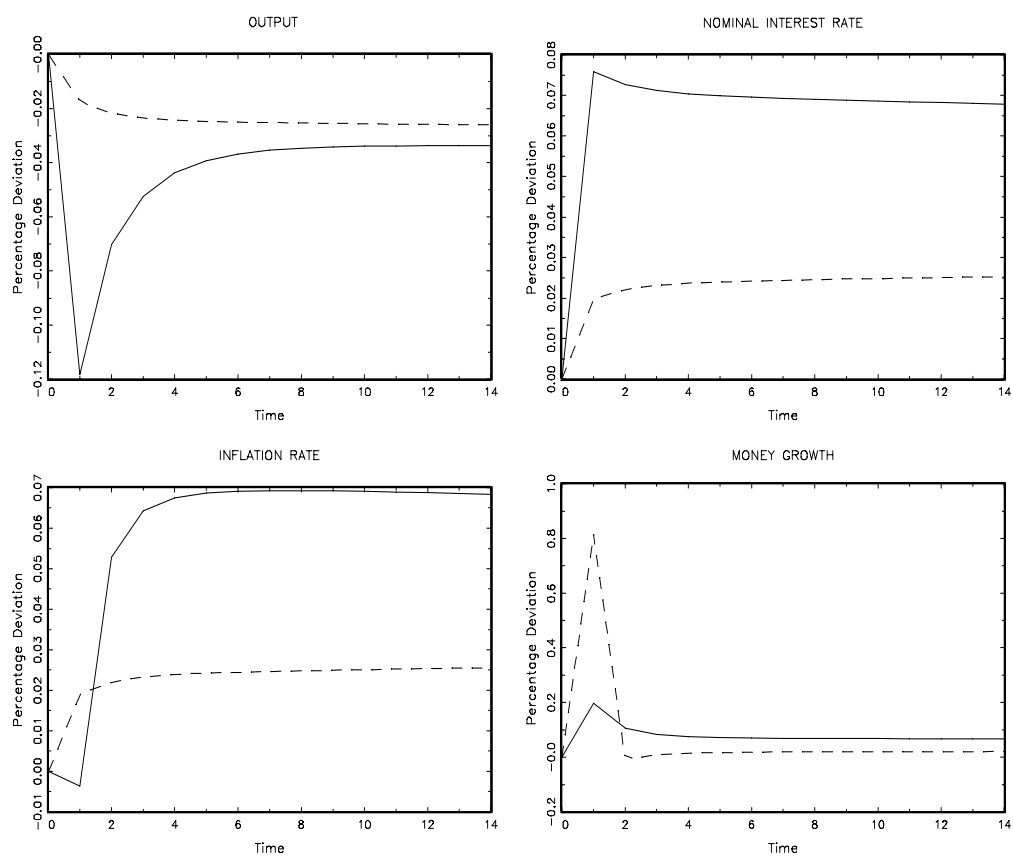 OUTPUT
Percentage Deviation
-0.00
-0.02
-0.04
-0.06
-0.08
-0.10
-0.12
0 2 4 6 8 10 12 14
Time
NOMINAL INTEREST RATE
Percentage Deviation
0.08
0.07
0.06
0.05
0.04
0.03
0.02
0.01
0.00
0 2 4 6 8 10 12 14
Time
INFLATION RATE
Percentage Deviation
0.07
0.06
0.05
0.04
0.03
0.02
0.01
0.00
-0.01
0 2 4 6 8 10 12 14
Time
MONEY GROWTH
Percentage Deviation
1.0
0.8
0.6
0.4
0.2
-0.0
-0.2
0 2 4 6 8 10 12 14
Time